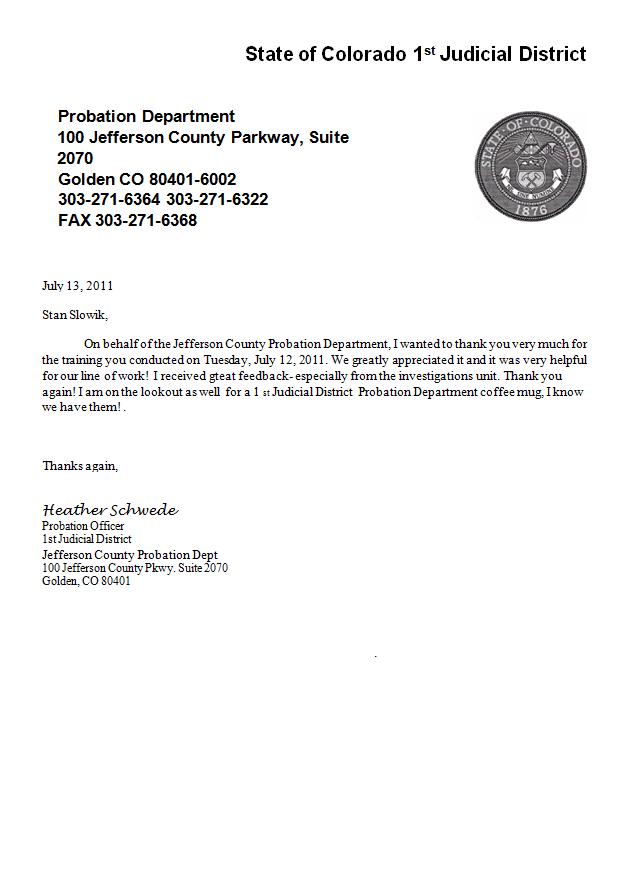 State of Colorado 1st Judicial District
Probation Department
100 Jefferson County Parkway, Suite
2070
Golden CO 80401-6002
303-271-6364 303-271-6322
FAX 303-271-6368
STATE·OF·COLORADO
1876
July 13, 2011
Stan Slowik,
On behalf of the Jefferson County Probation Department, I wanted to thank you very much for
the training you conducted on Tuesday, July 12, 2011. We greatly appreciated it and it was very helpful
for our line of work! I received gteat feedback- especially from the investigations unit. Thank you
again! I am on the lookout as well for a 1 st Judicial District Probation Department coffee mug, I know
we have them! .
Thanks again,
Heather Schwede
Probation Officer
1st Judicial District
Jefferson County Probation Dept
100 Jefferson County Pkwy. Suite 2070
Golden, CO 80401
.